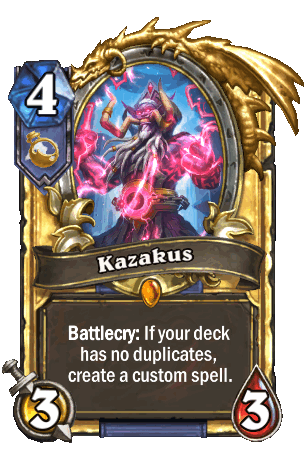 4
Kazakus
Battlecry: If your deck
has no duplicates,
create a custom spell.
3
3